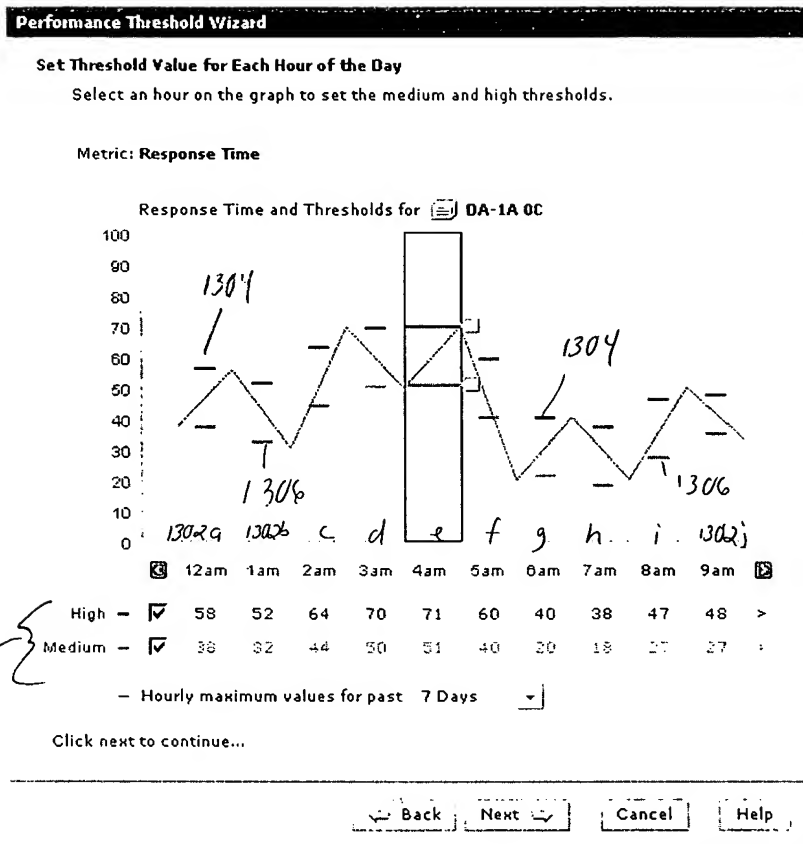 Performance Threshold Wizard
Set Threshold Value for Each Hour of the Day
Select an hour on the graph to set the medium and high thresholds.
Metric: Response Time
Response Time and Thresholds for DA-1A 0C
100
90
80
70
60
50
40
30
20
10
0
1304
1304
1306
1306
1302a 1302b c d e f g h i 1302j
12am 1am 2am 3am 4am 5am 6am 7am 8am 9am
High – 58 52 64 70 71 60 40 38 47 48 >
Medium – 38 32 44 50 51 40 20 18 27 27
– Hourly maximum values for past 7 Days
Click next to continue...
Back Next Cancel Help